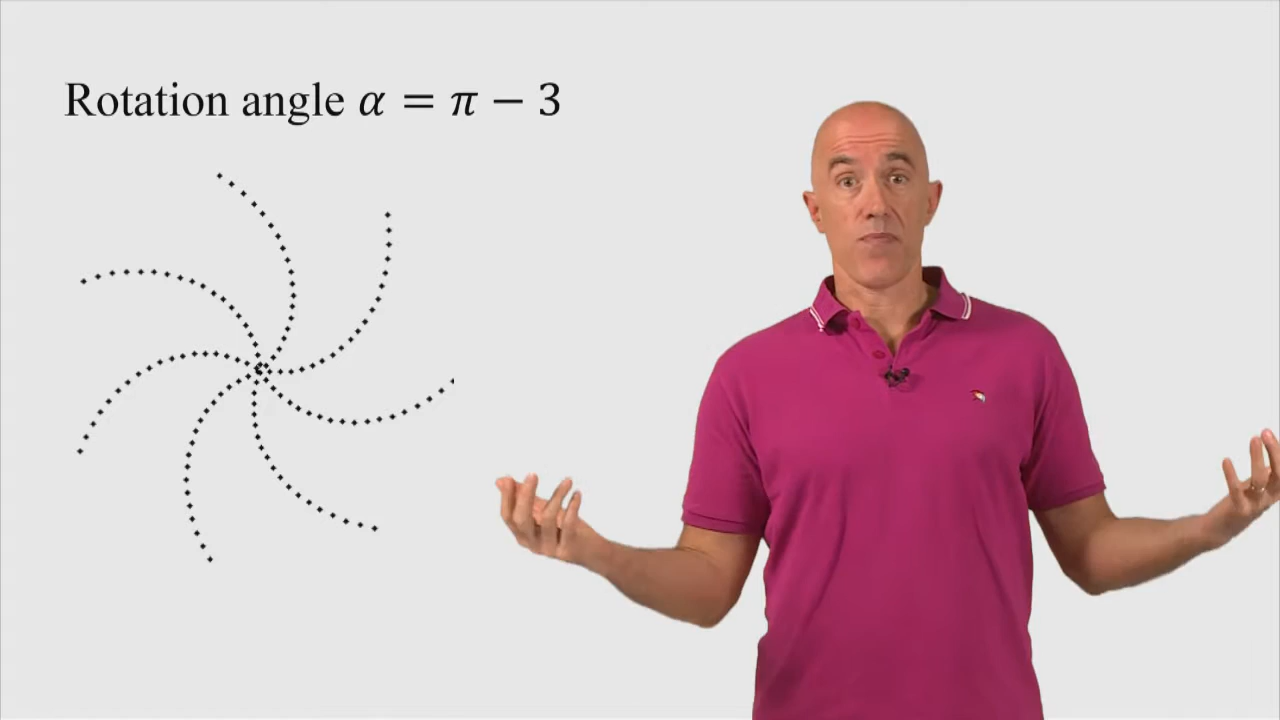 Rotation angle α = π − 3